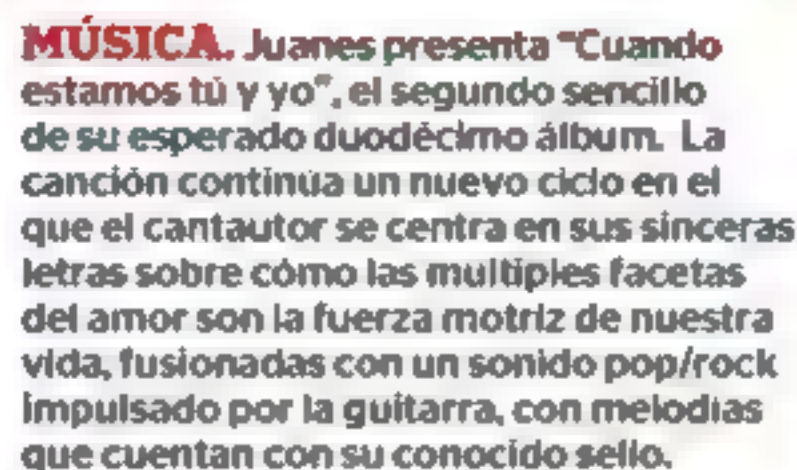 MÚSICA. Juanes presenta "Cuando
estamos tú y yo", el segundo sencillo
de su esperado duodécimo álbum. La
canción continúa un nuevo ciclo en el
que el cantautor se centra en sus sinceras
letras sobre cómo las múltiples facetas
del amor son la fuerza motriz de nuestra
vida, fusionadas con un sonido pop/rock
impulsado por la guitarra, con melodías
que cuentan con su conocido sello.